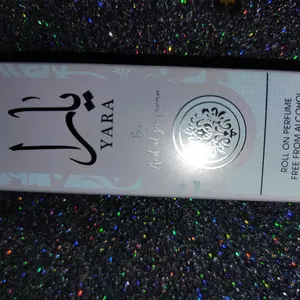 يارا
YARA
by
ROLL ON PERFUME
FREE FROM ALCOHOL